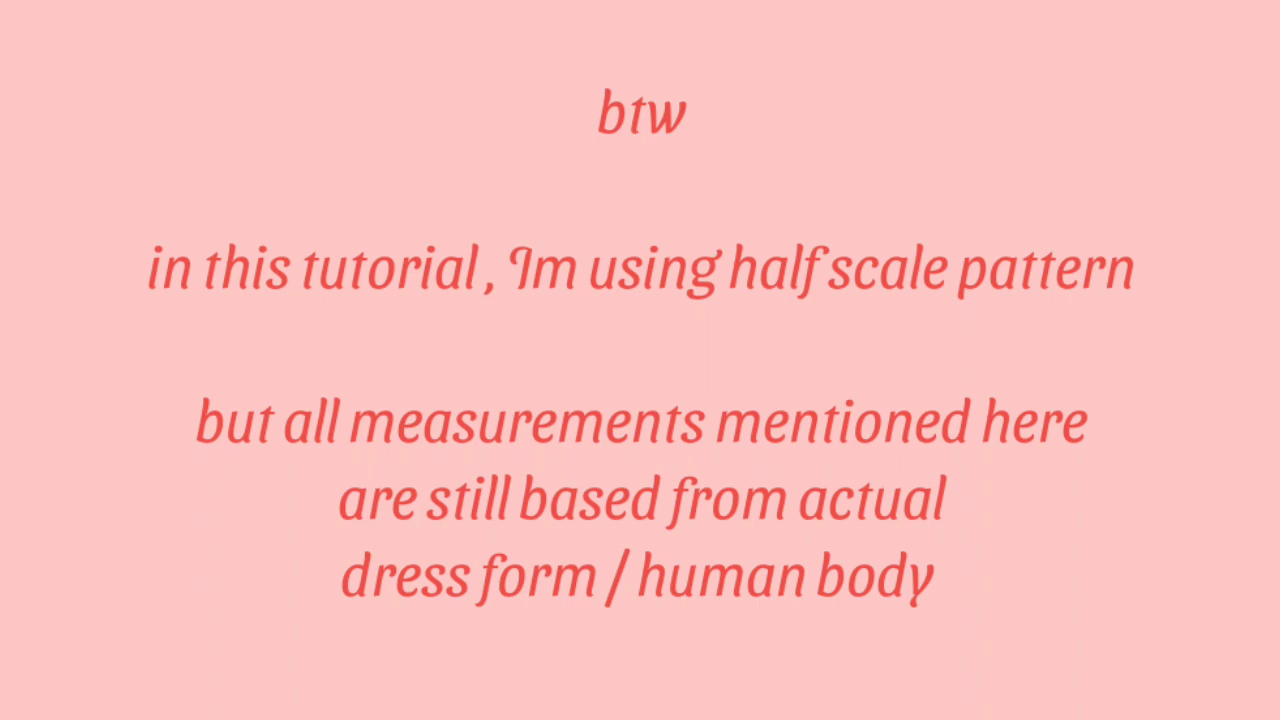 btw
in this tutorial , Im using half scale pattern
but all measurements mentioned here
are still based from actual
dress form / human body